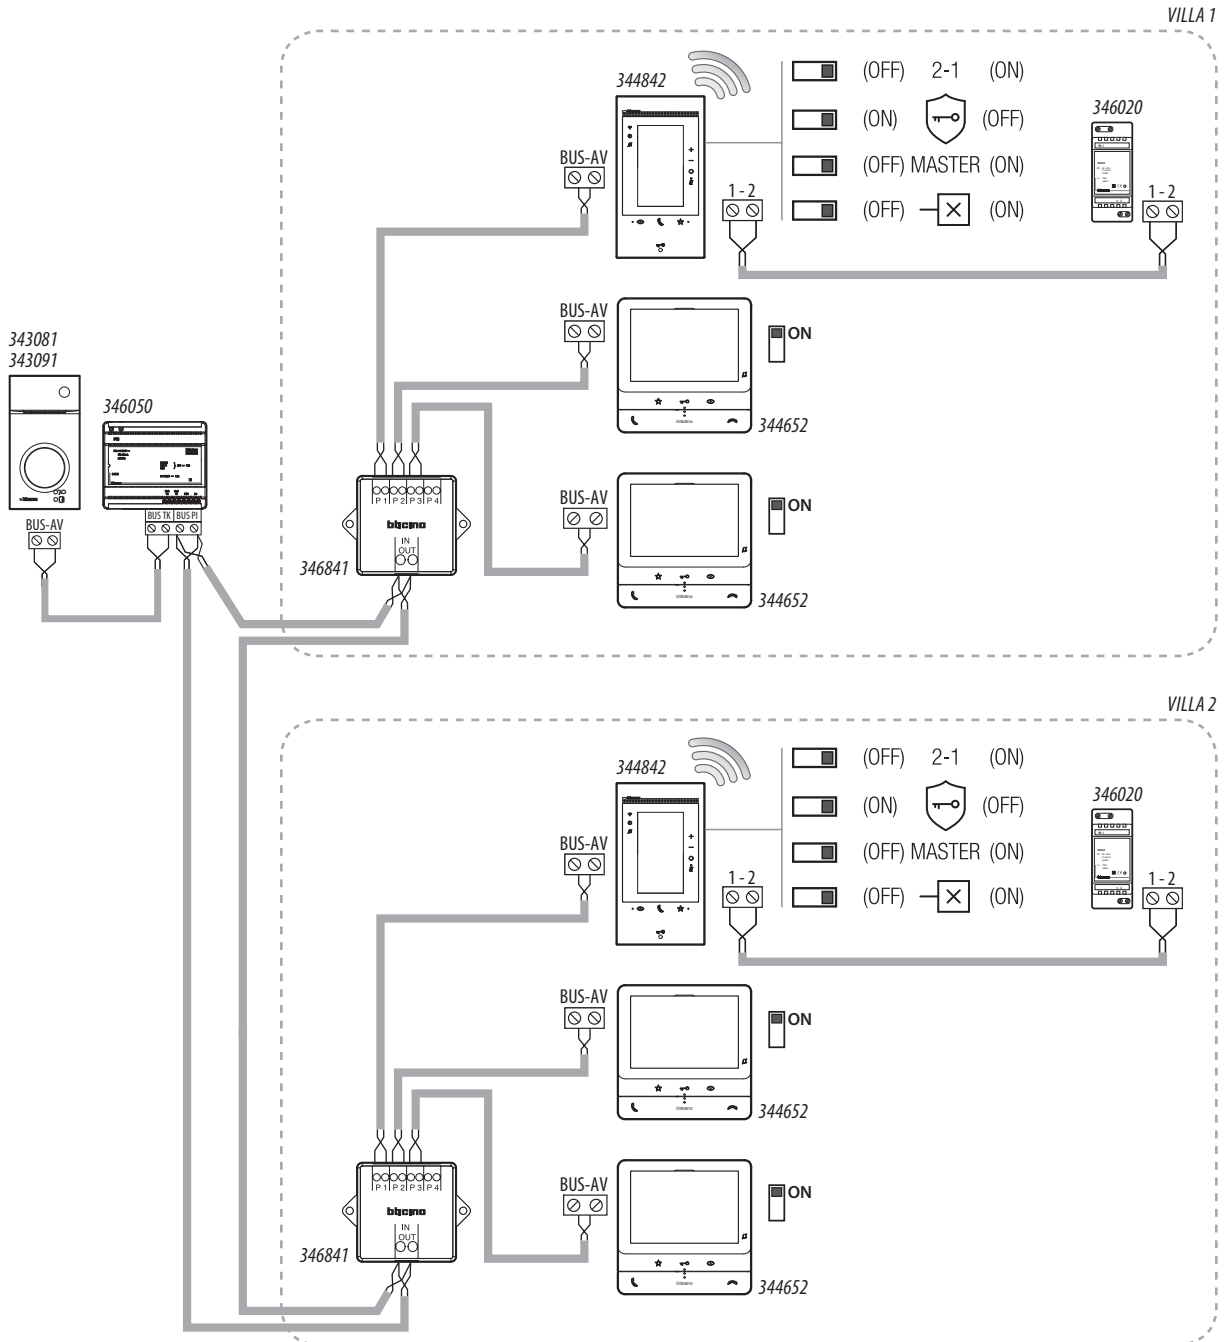 VILLA 1
344842
(OFF) 2-1 (ON)
(ON) (OFF)
(OFF) MASTER (ON)
(OFF) (ON)
346020
BUS-AV
1 - 2
1 - 2
BUS-AV
ON
344652
343081
343091
346050
BUS-AV
BUS TK BUS PI
P 1 P 2 P 3 P 4
bticino
IN
OUT
346841
BUS-AV
ON
344652
VILLA 2
344842
(OFF) 2-1 (ON)
(ON) (OFF)
(OFF) MASTER (ON)
(OFF) (ON)
346020
BUS-AV
1 - 2
1 - 2
BUS-AV
ON
344652
P 1 P 2 P 3 P 4
bticino
IN
OUT
346841
BUS-AV
ON
344652